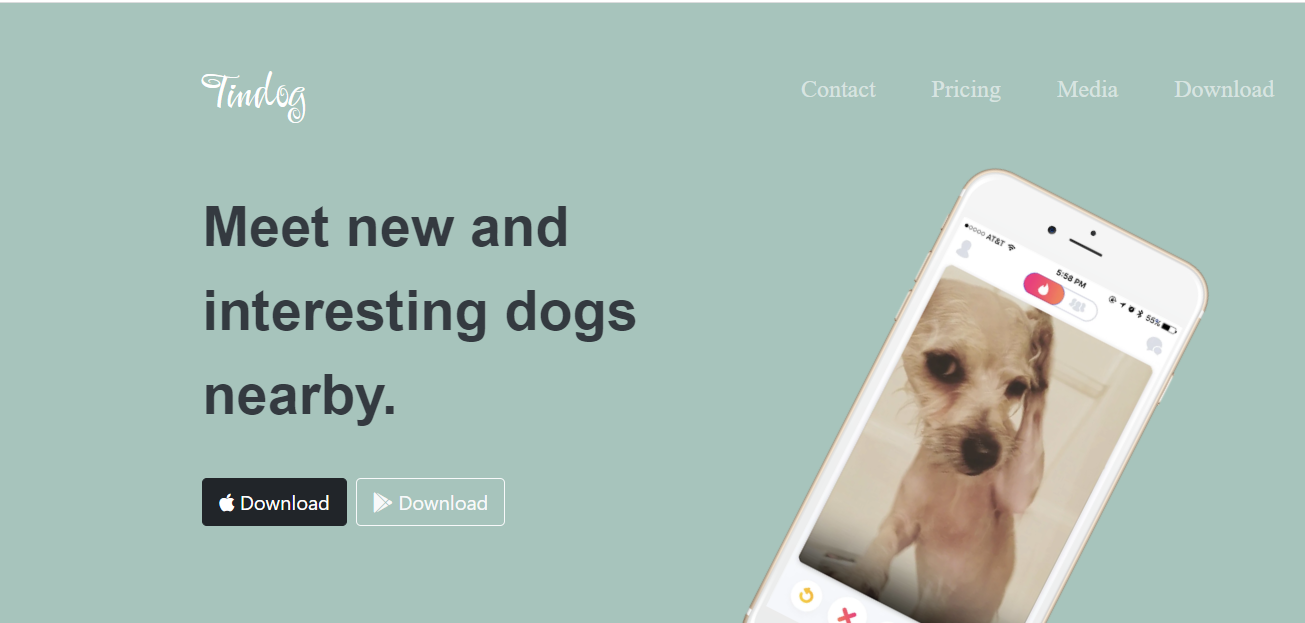 Tindog
Contact Pricing Media Download
Meet new and
interesting dogs
nearby.
Download Download
AT&T
5:58 PM
55%